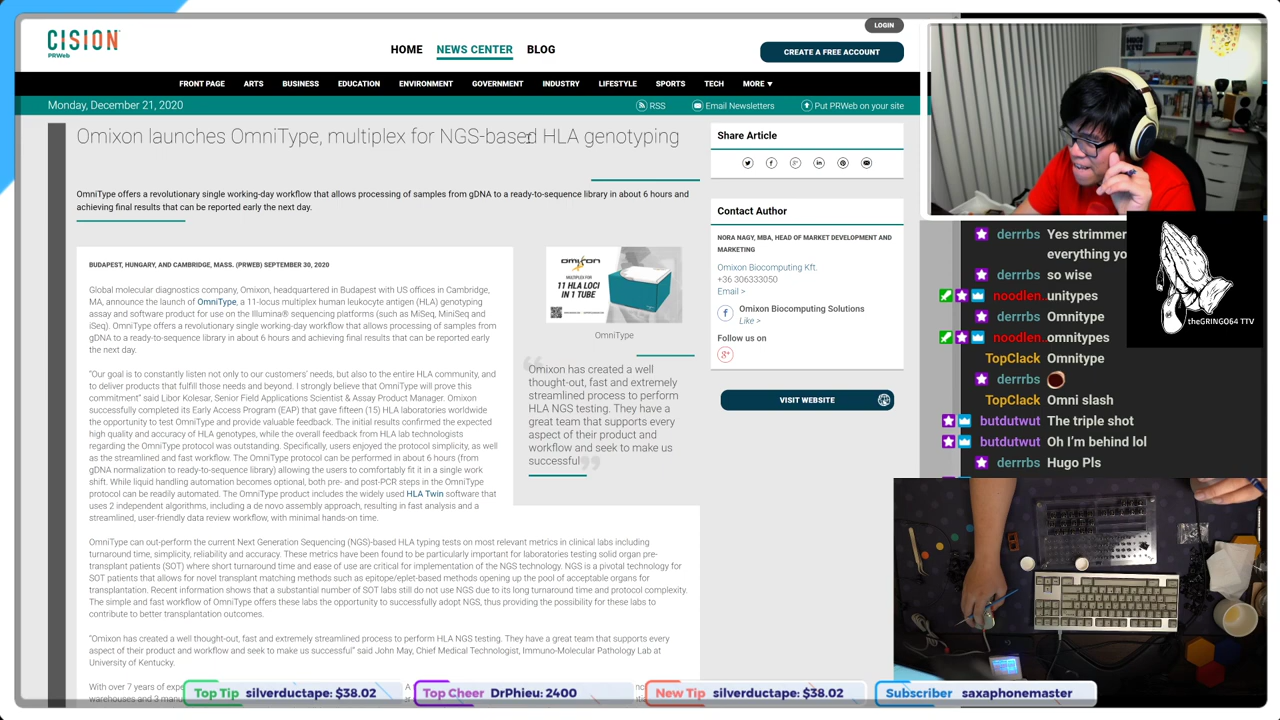 CISION
PRWeb
LOGIN
HOME NEWS CENTER BLOG
CREATE A FREE ACCOUNT
FRONT PAGE ARTS BUSINESS EDUCATION ENVIRONMENT GOVERNMENT INDUSTRY LIFESTYLE SPORTS TECH MORE ▼
Monday, December 21, 2020
RSS Email Newsletters Put PRWeb on your site
Omixon launches OmniType, multiplex for NGS-based HLA genotyping
OmniType offers a revolutionary single working-day workflow that allows processing of samples from gDNA to a ready-to-sequence library in about 6 hours and
achieving final results that can be reported early the next day.
BUDAPEST, HUNGARY, AND CAMBRIDGE, MASS. (PRWEB) SEPTEMBER 30, 2020
Global molecular diagnostics company, Omixon, headquartered in Budapest with US offices in Cambridge,
MA, announce the launch of OmniType, a 11-locus multiplex human leukocyte antigen (HLA) genotyping
assay and software product for use on the Illumina® sequencing platforms (such as MiSeq, MiniSeq and
iSeq). OmniType offers a revolutionary single working-day workflow that allows processing of samples from
gDNA to a ready-to-sequence library in about 6 hours and achieving final results that can be reported early
the next day.
“Our goal is to constantly listen not only to our customers’ needs, but also to the entire HLA community, and
to deliver products that fulfill those needs and beyond. I strongly believe that OmniType will prove this
commitment” said Libor Kolesar, Senior Field Applications Scientist & Assay Product Manager. Omixon
successfully completed its Early Access Program (EAP) that gave fifteen (15) HLA laboratories worldwide
the opportunity to test OmniType and provide valuable feedback. The initial results confirmed the expected
high quality and accuracy of HLA genotypes, while the overall feedback from HLA lab technologists
regarding the OmniType protocol was outstanding. Specifically, users enjoyed the protocol simplicity, as well
as the streamlined and fast workflow. The OmniType protocol can be performed in about 6 hours (from
gDNA normalization to ready-to-sequence library) allowing the users to comfortably fit it in a single work
shift. While liquid handling automation becomes optional, both pre- and post-PCR steps in the OmniType
protocol can be readily automated. The OmniType product includes the widely used HLA Twin software that
uses 2 independent algorithms, including a de novo assembly approach, resulting in fast analysis and a
streamlined, user-friendly data review workflow, with minimal hands-on time.
OmniType can out-perform the current Next Generation Sequencing (NGS)-based HLA typing tests on most relevant metrics in clinical labs including
turnaround time, simplicity, reliability and accuracy. These metrics have been found to be particularly important for laboratories testing solid organ pre-
transplant patients (SOT) where short turnaround time and ease of use are critical for implementation of the NGS technology. NGS is a pivotal technology for
SOT patients that allows for novel transplant matching methods such as epitope/eplet-based methods opening up the pool of acceptable organs for
transplantation. Recent information shows that a substantial number of SOT labs still do not use NGS due to its long turnaround time and protocol complexity.
The simple and fast workflow of OmniType offers these labs the opportunity to successfully adopt NGS, thus providing the possibility for these labs to
contribute to better transplantation outcomes.
“Omixon has created a well thought-out, fast and extremely streamlined process to perform HLA NGS testing. They have a great team that supports every
aspect of their product and workflow and seek to make us successful” said John May, Chief Medical Technologist, Immuno-Molecular Pathology Lab at
University of Kentucky.
With over 7 years of expe
warehouses and 3 manu
omixon
MULTIPLEX FOR
11 HLA LOCI
IN 1 TUBE
OmniType
“Omixon has created a well
thought-out, fast and extremely
streamlined process to perform
HLA NGS testing. They have a
great team that supports every
aspect of their product and
workflow and seek to make us
successful”
Share Article
Contact Author
NORA NAGY, MBA, HEAD OF MARKET DEVELOPMENT AND
MARKETING
Omixon Biocomputing Kft.
+36 306333050
Email >
Omixon Biocomputing Solutions
Like >
Follow us on
VISIT WEBSITE
derrrbs Yes strimmer
everything yo
derrrbs so wise
noodlen.. unitypes
derrrbs Omnitype
noodlen.. omnitypes
TopClack Omnitype
derrrbs
TopClack Omni slash
butdutwut The triple shot
butdutwut Oh I’m behind lol
derrrbs Hugo Pls
theGRINGO64 TTV
Top Tip silverductape: $38.02
Top Cheer DrPhieu: 2400
New Tip silverductape: $38.02
Subscriber saxaphonemaster